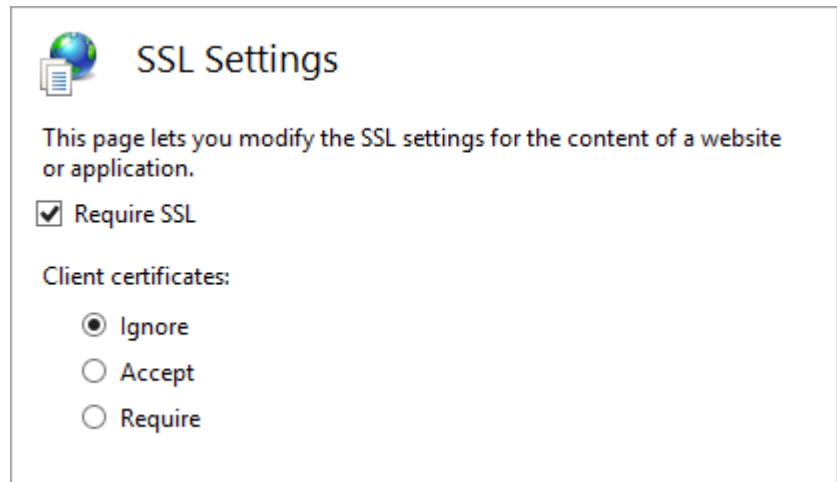 SSL Settings
This page lets you modify the SSL settings for the content of a website
or application.
Require SSL
Client certificates:
Ignore
Accept
Require